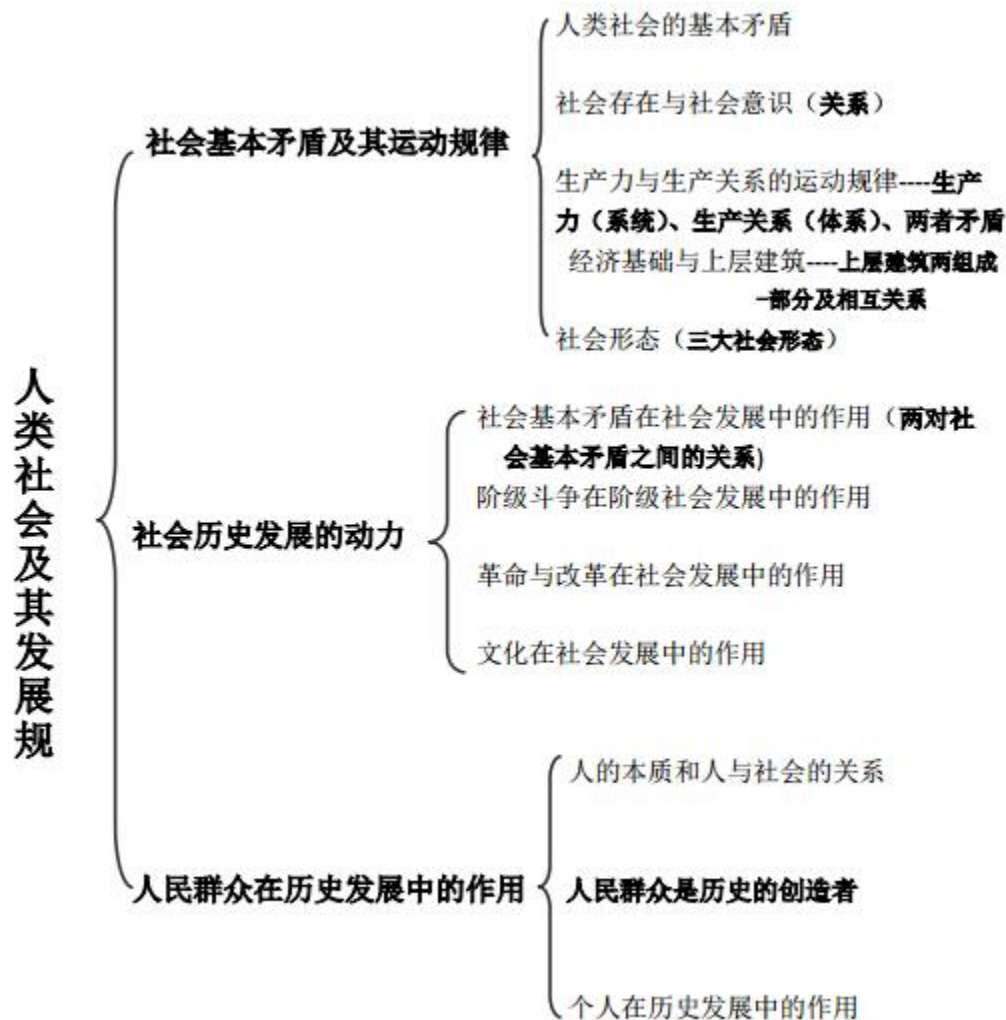 人类社会及其发展规
社会基本矛盾及其运动规律
人类社会的基本矛盾
社会存在与社会意识（关系）
生产力与生产关系的运动规律----生产
力（系统）、生产关系（体系）、两者矛盾
经济基础与上层建筑----上层建筑两组成
-部分及相互关系
社会形态（三大社会形态）
社会历史发展的动力
社会基本矛盾在社会发展中的作用（两对社
会基本矛盾之间的关系)
阶级斗争在阶级社会发展中的作用
革命与改革在社会发展中的作用
文化在社会发展中的作用
人民群众在历史发展中的作用
人的本质和人与社会的关系
人民群众是历史的创造者
个人在历史发展中的作用